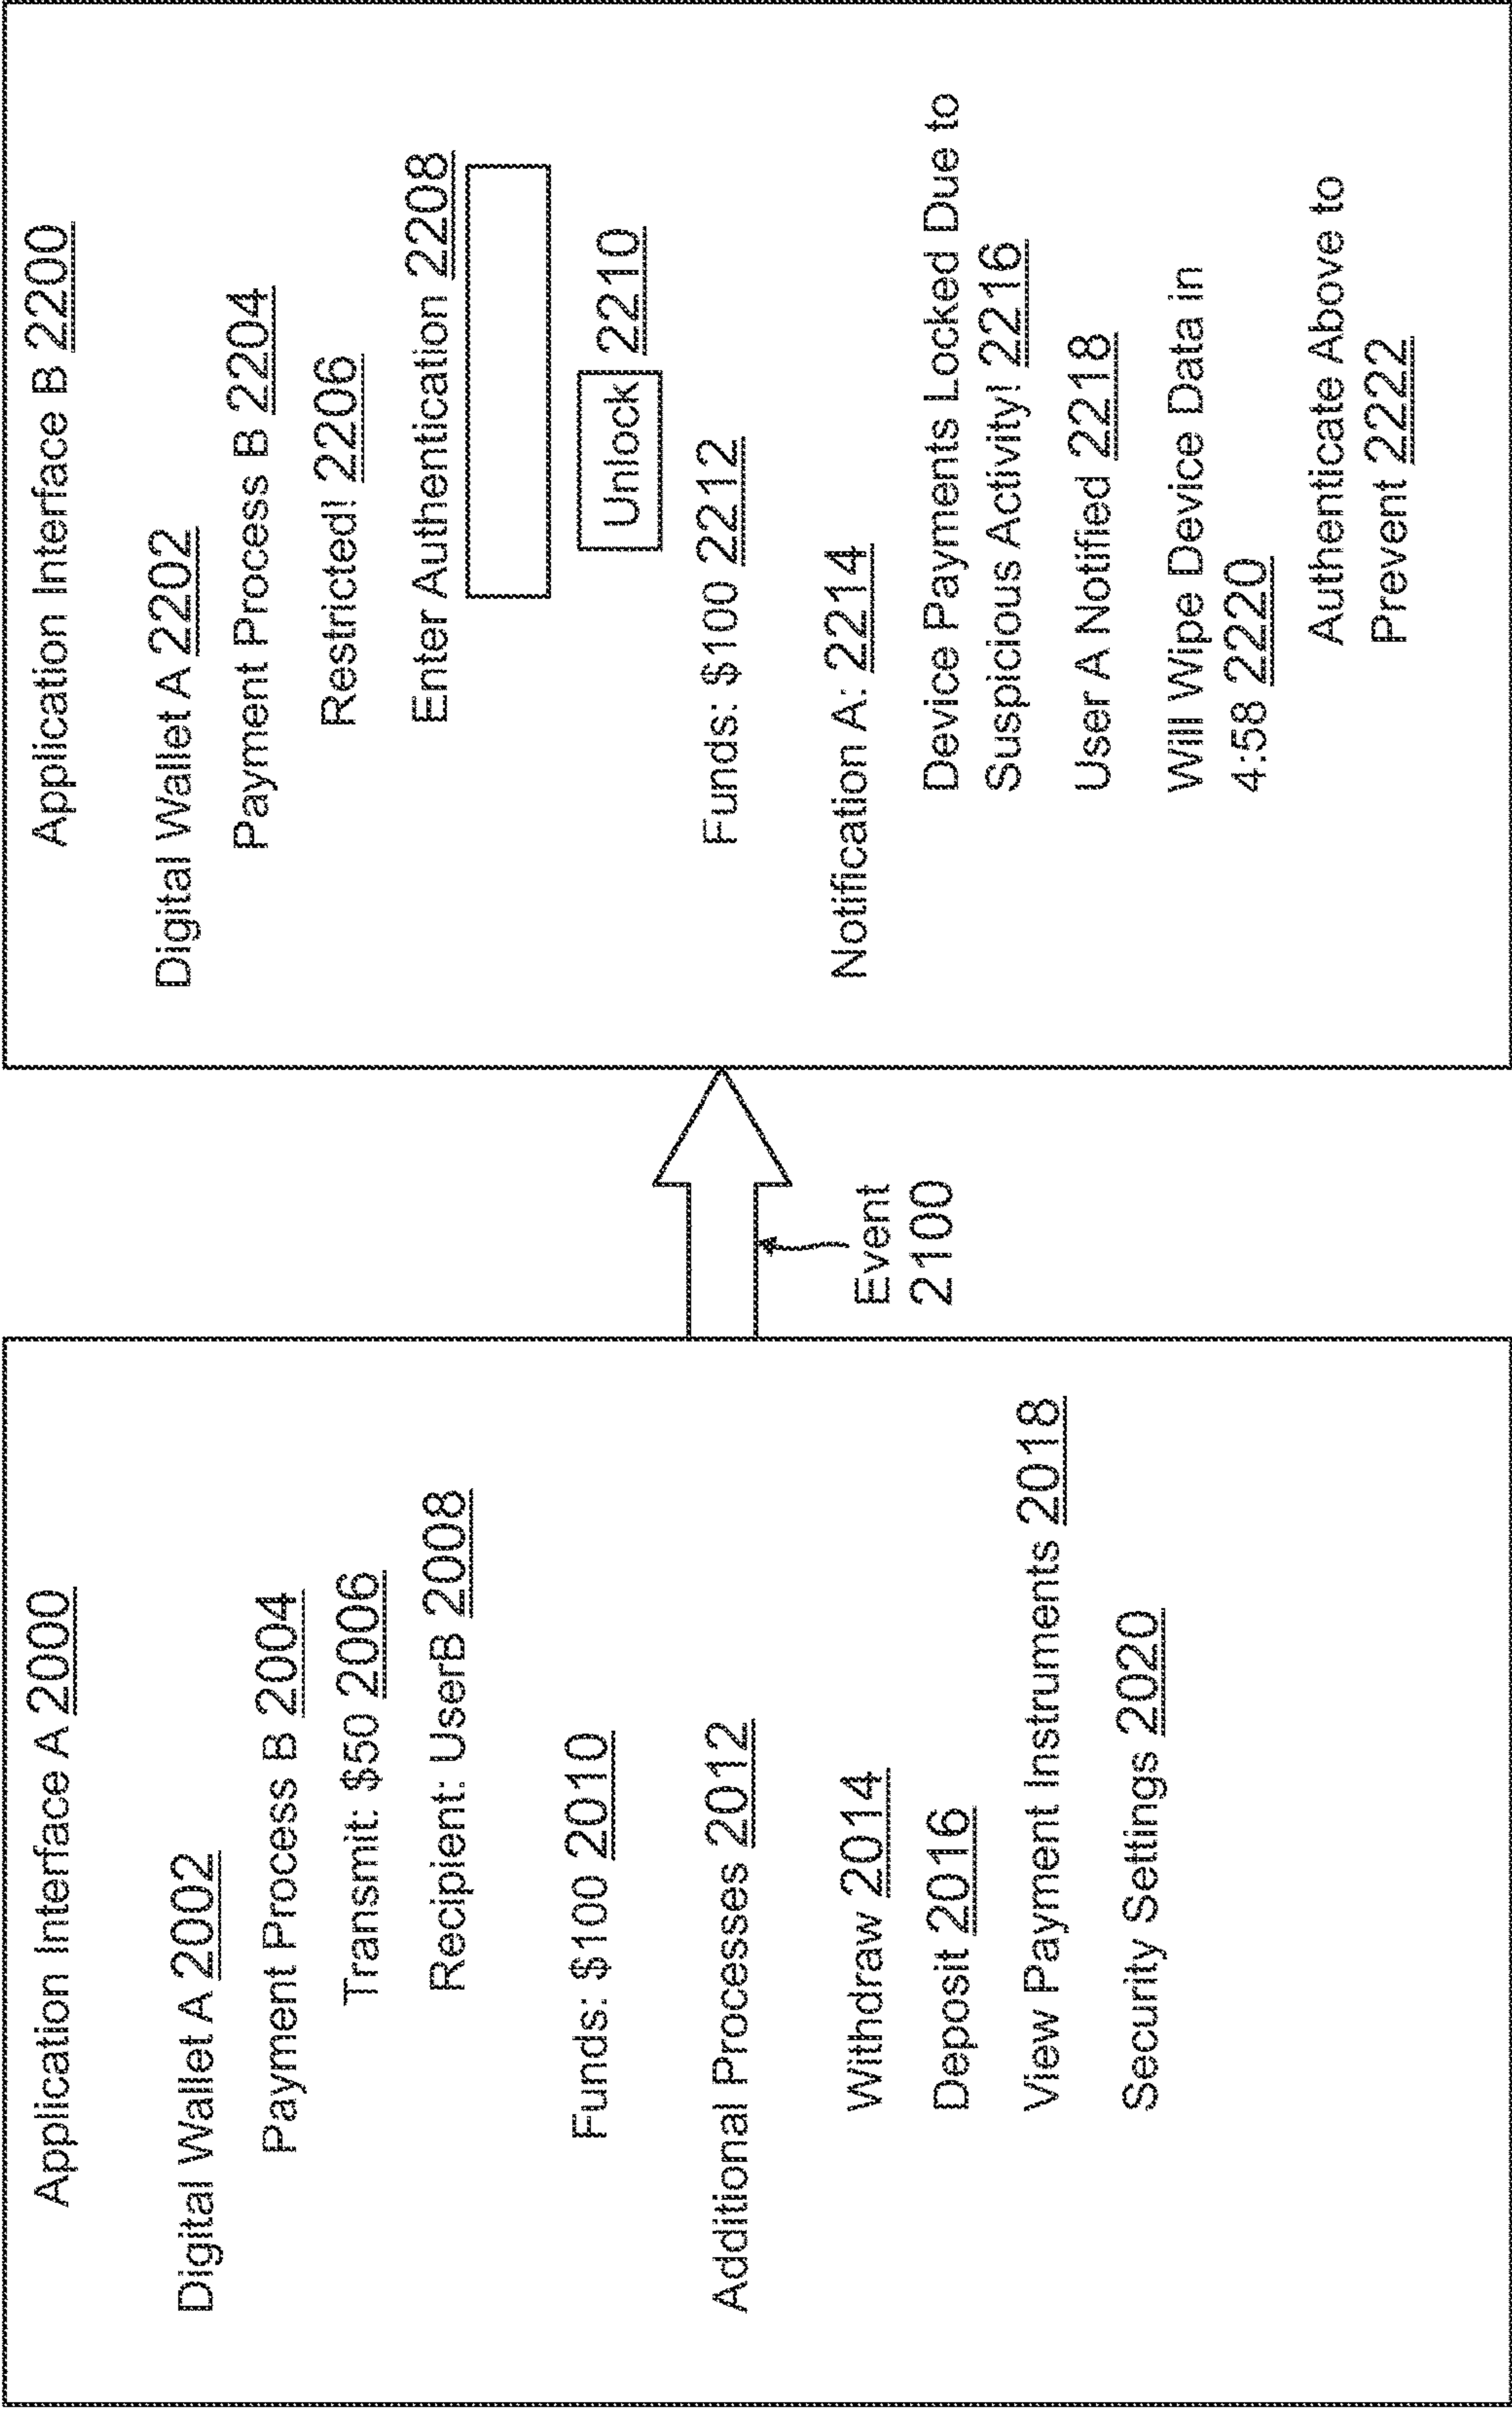 Application Interface A 2000
Digital Wallet A 2002
Payment Process B 2004
Transmit: $50 2006
Recipient: UserB 2008
Funds: $100 2010
Additional Processes 2012
Withdraw 2014
Deposit 2016
View Payment Instruments 2018
Security Settings 2020
Event
2100
Application Interface B 2200
Digital Wallet A 2202
Payment Process B 2204
Restricted! 2206
Enter Authentication 2208
Unlock 2210
Funds: $100 2212
Notification A: 2214
Device Payments Locked Due to
Suspicious Activity! 2216
User A Notified 2218
Will Wipe Device Data in
4:58 2220
Authenticate Above to
Prevent 2222